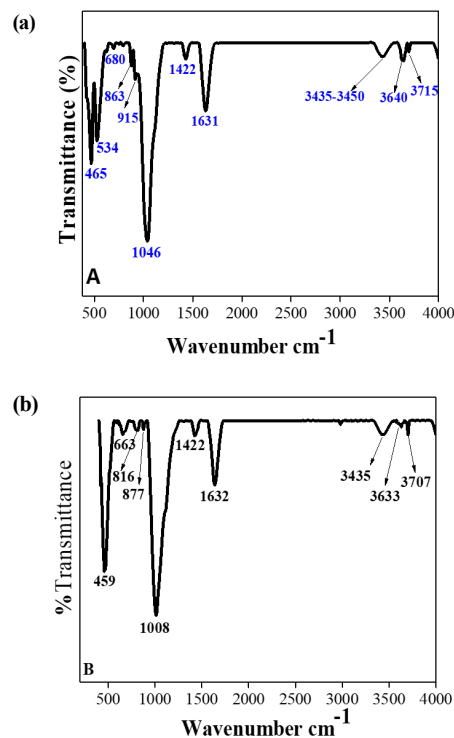 (a)
Transmittance (%)
680
863
915
534
465
1046
1422
1631
3435-3450
3640
3715
A
500 1000 1500 2000 2500 3000 3500 4000
Wavenumber cm-1
(b)
%Transmittance
663
816
877
459
1008
1422
1632
3435
3633
3707
B
500 1000 1500 2000 2500 3000 3500 4000
Wavenumber cm-1